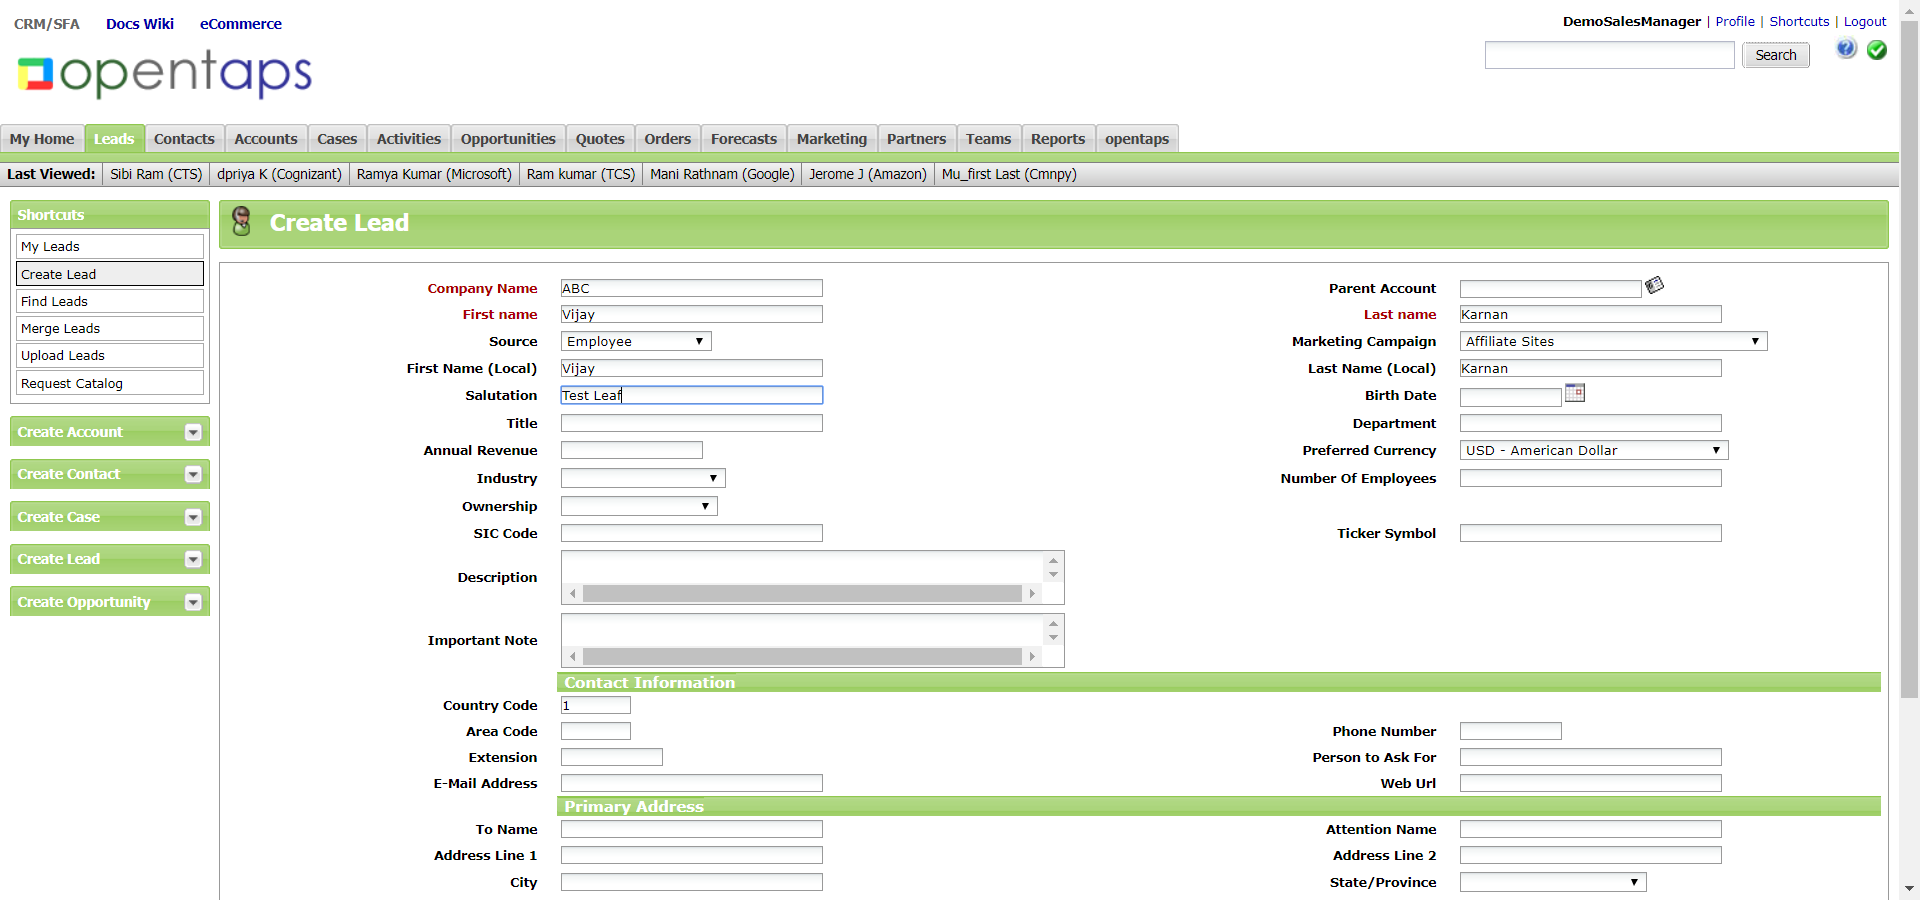 CRM/SFA Docs Wiki eCommerce
DemoSalesManager | Profile | Shortcuts | Logout
opentaps
Search
My Home Leads Contacts Accounts Cases Activities Opportunities Quotes Orders Forecasts Marketing Partners Teams Reports opentaps
Last Viewed: Sibi Ram (CTS) dpriya K (Cognizant) Ramya Kumar (Microsoft) Ram kumar (TCS) Mani Rathnam (Google) Jerome J (Amazon) Mu_first Last (Cmnpy)
Shortcuts
My Leads
Create Lead
Find Leads
Merge Leads
Upload Leads
Request Catalog
Create Account
Create Contact
Create Case
Create Lead
Create Opportunity
Create Lead
Company Name ABC Parent Account
First name Vijay Last name Karnan
Source Employee Marketing Campaign Affiliate Sites
First Name (Local) Vijay Last Name (Local) Karnan
Salutation Test Leaf Birth Date
Title Department
Annual Revenue Preferred Currency USD - American Dollar
Industry Number Of Employees
Ownership
SIC Code Ticker Symbol
Description
Important Note
Contact Information
Country Code 1
Area Code Phone Number
Extension Person to Ask For
E-Mail Address Web Url
Primary Address
To Name Attention Name
Address Line 1 Address Line 2
City State/Province